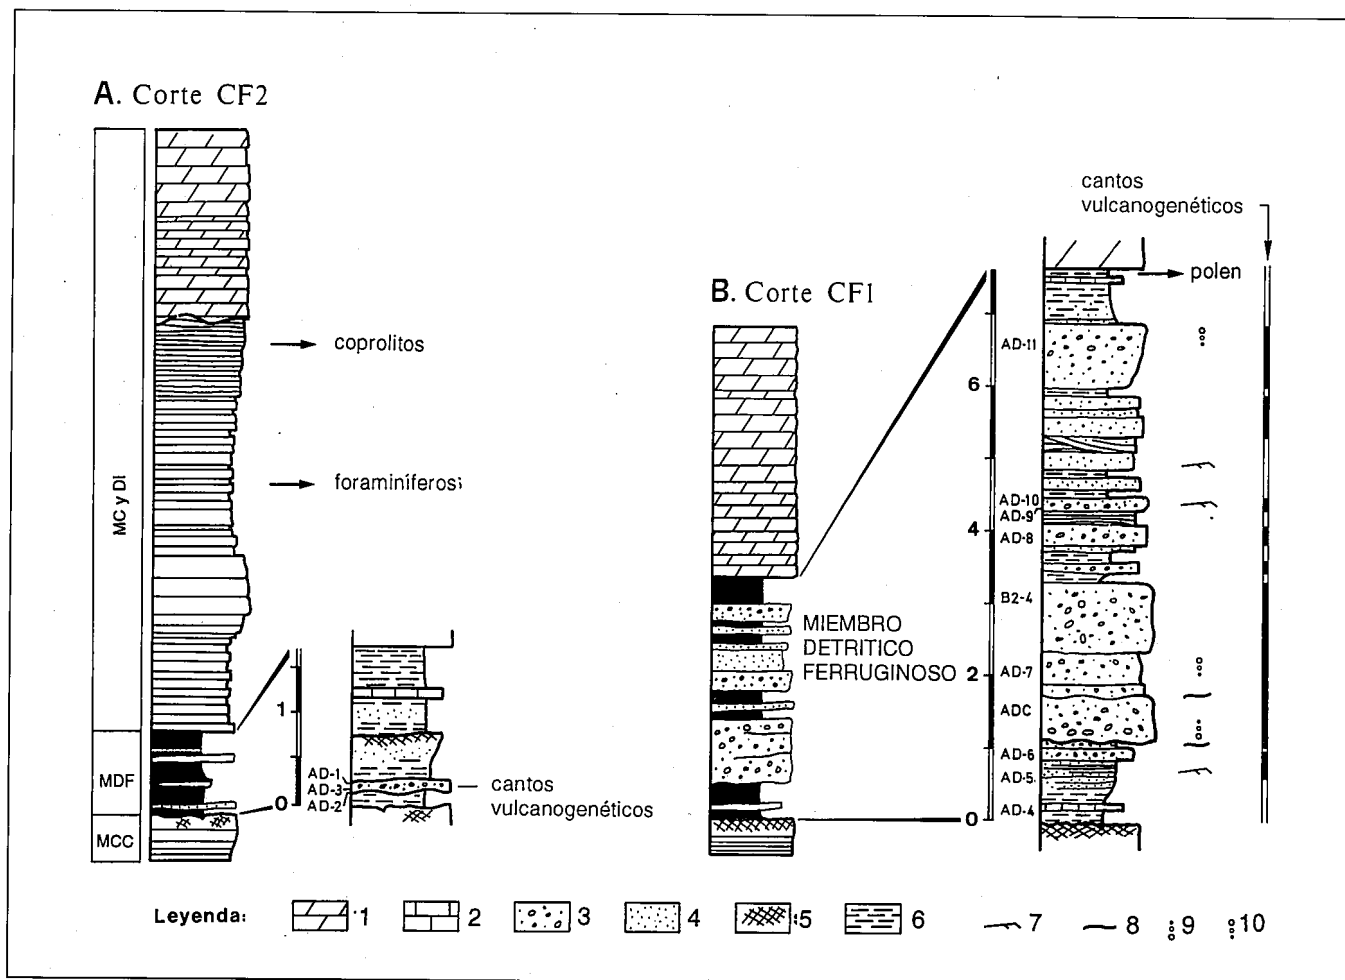 A. Corte CF2
MC y DI
MDF
MCC
coprolitos
foraminíferos
1
0
AD-1
AD-3
AD-2
cantos
vulcanogenéticos
B. Corte CF1
MIEMBRO
DETRITICO
FERRUGINOSO
cantos
vulcanogenéticos
polen
6
4
2
0
AD-11
AD-10
AD-9
AD-8
B2-4
AD-7
ADC
AD-6
AD-5
AD-4
Leyenda: 1 2 3 4 5 6 7 8 9 10